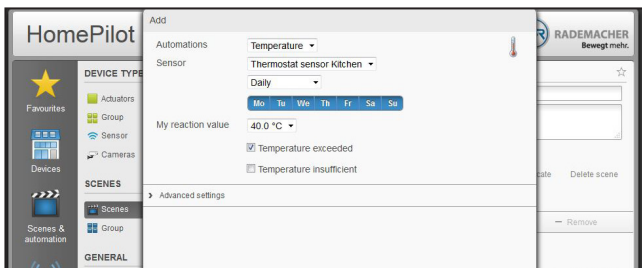 HomePilot
Add
RADEMACHER
Bewegt mehr.
Favourites
Devices
Scenes &
automation
DEVICE TYPE
Actuators
Group
Sensor
Cameras
SCENES
Scenes
Group
GENERAL
Automations Temperature
Sensor Thermostat sensor Kitchen
Daily
Mo Tu We Th Fr Sa Su
My reaction value 40.0 °C
Temperature exceeded
Temperature insufficient
Advanced settings
cate Delete scene
Remove